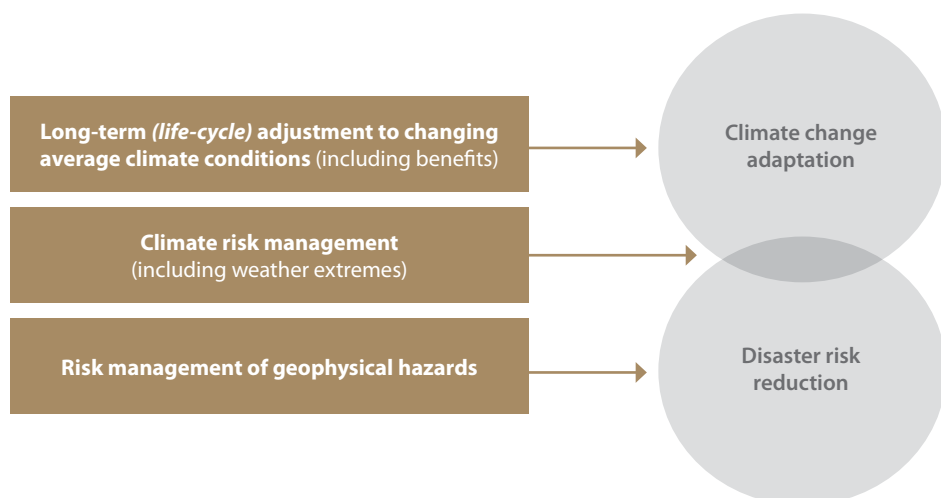 Long-term (life-cycle) adjustment to changing
average climate conditions (including benefits)
Climate change
adaptation
Climate risk management
(including weather extremes)
Risk management of geophysical hazards
Disaster risk
reduction